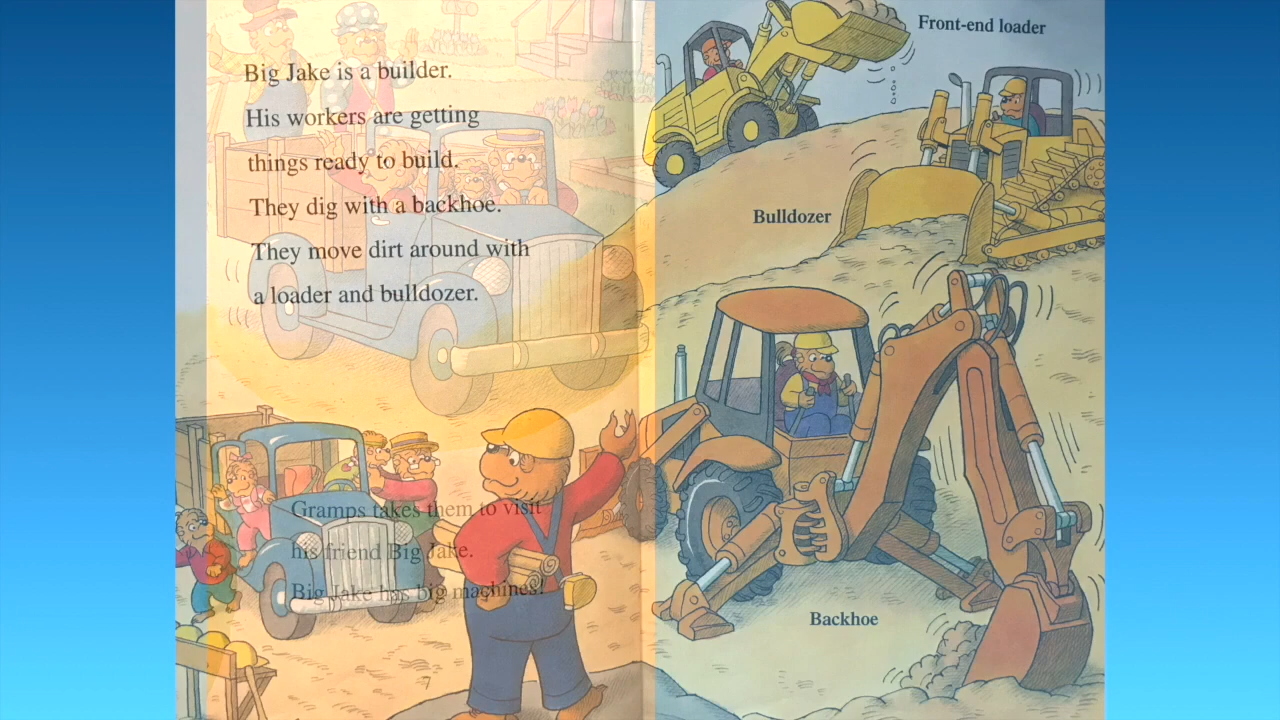 Big Jake is a builder.
His workers are getting
things ready to build.
They dig with a backhoe.
They move dirt around with
a loader and bulldozer.
Gramps takes them to visit
his friend Big Jake.
Big Jake has big machines!
Front-end loader
Bulldozer
Backhoe